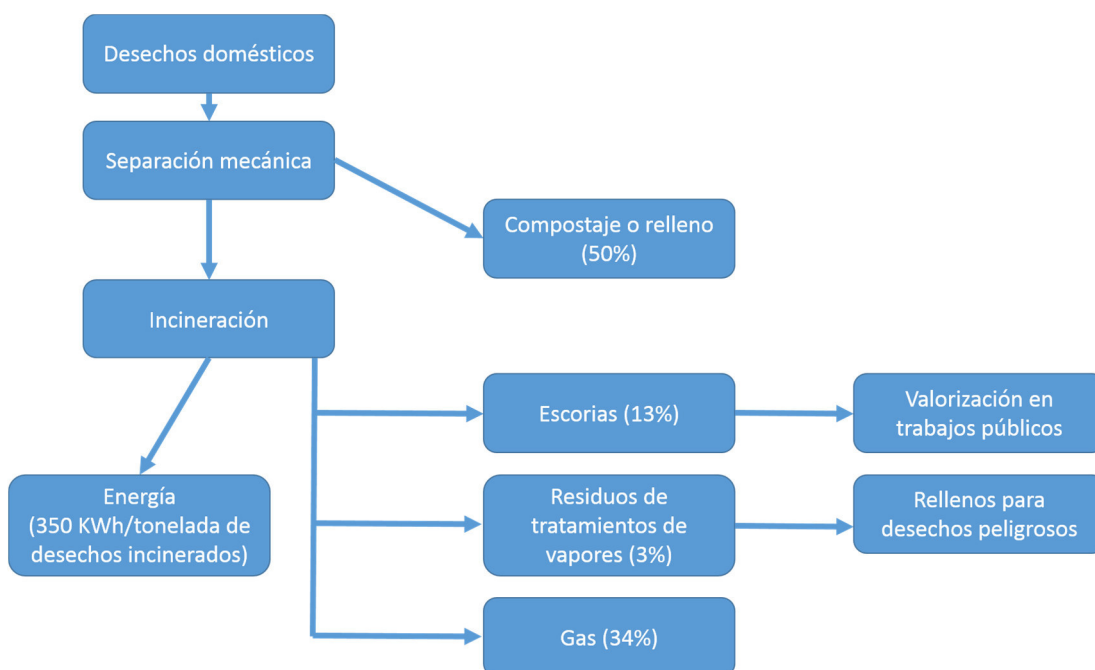 Desechos domésticos
Separación mecánica
Compostaje o relleno
(50%)
Incineración
Escorias (13%)
Valorización en
trabajos públicos
Energía
(350 KWh/tonelada de
desechos incinerados)
Residuos de
tratamientos de
vapores (3%)
Rellenos para
desechos peligrosos
Gas (34%)